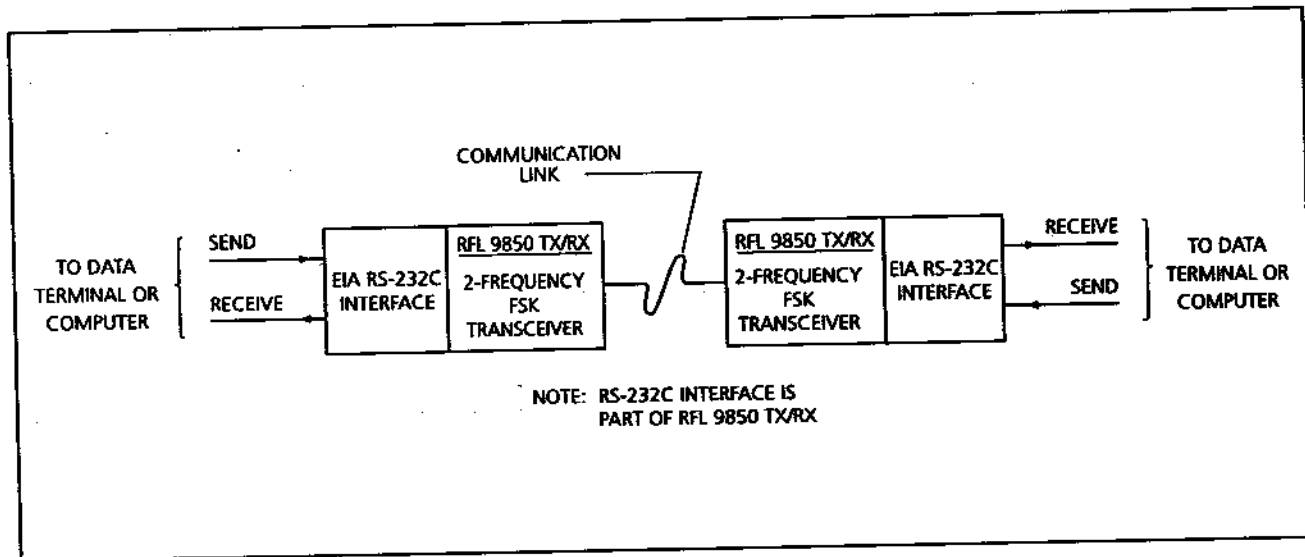 COMMUNICATION
LINK
TO DATA
TERMINAL OR
COMPUTER
SEND
RECEIVE
EIA RS-232C
INTERFACE
RFL 9850 TX/RX
2-FREQUENCY
FSK
TRANSCEIVER
RFL 9850 TX/RX
2-FREQUENCY
FSK
TRANSCEIVER
EIA RS-232C
INTERFACE
RECEIVE
SEND
TO DATA
TERMINAL OR
COMPUTER
NOTE: RS-232C INTERFACE IS
PART OF RFL 9850 TX/RX